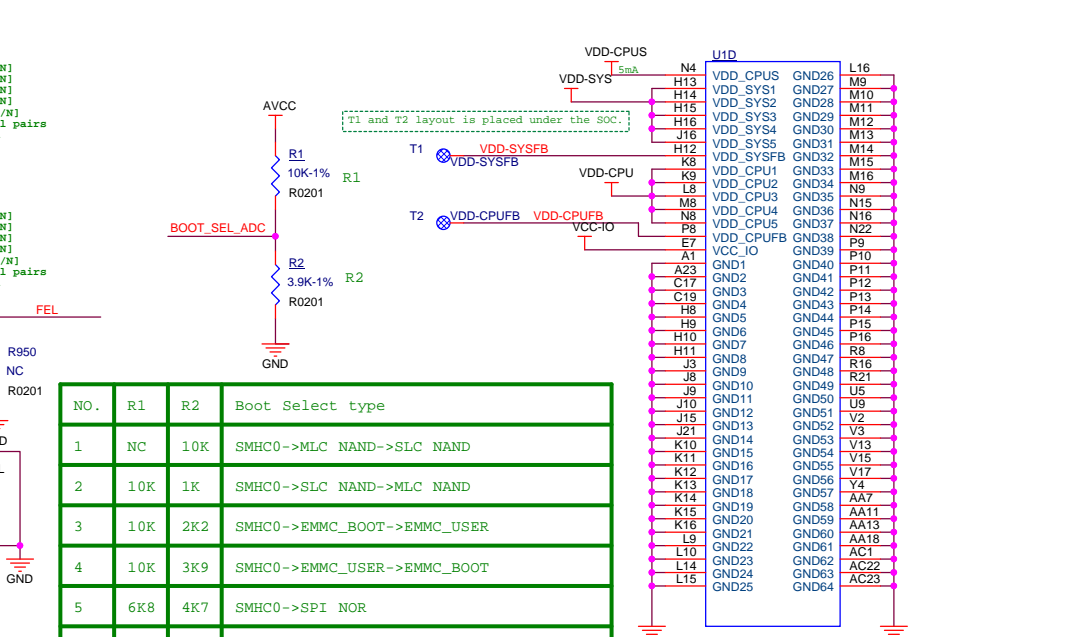 N]
N]
N]
N]
/N]
l pairs
N]
N]
N]
N]
/N]
l pairs
FEL
R950
NC
R0201
D
GND
AVCC
R1
10K-1%
R0201
R1
BOOT_SEL_ADC
R2
3.9K-1%
R0201
R2
GND
T1 and T2 layout is placed under the SOC.
T1
VDD-SYSFB
VDD-SYSFB
T2
VDD-CPUFB
VDD-CPUFB
VDD-CPUS
5mA
VDD-SYS
VDD-CPU
VCC-IO
U1D
N4 VDD_CPUS GND26 L16
H13 VDD_SYS1 GND27 M9
H14 VDD_SYS2 GND28 M10
H15 VDD_SYS3 GND29 M11
H16 VDD_SYS4 GND30 M12
J16 VDD_SYS5 GND31 M13
H12 VDD_SYSFB GND32 M14
K8 VDD_CPU1 GND33 M15
K9 VDD_CPU2 GND34 M16
L8 VDD_CPU3 GND35 N9
M8 VDD_CPU4 GND36 N15
N8 VDD_CPU5 GND37 N16
P8 VDD_CPUFB GND38 N22
E7 VCC_IO GND39 P9
A1 GND1 GND40 P10
A23 GND2 GND41 P11
C17 GND3 GND42 P12
C19 GND4 GND43 P13
H8 GND5 GND44 P14
H9 GND6 GND45 P15
H10 GND7 GND46 P16
H11 GND8 GND47 R8
J3 GND9 GND48 R16
J8 GND10 GND49 R21
J9 GND11 GND50 U5
J10 GND12 GND51 U9
J15 GND13 GND52 V2
J21 GND14 GND53 V3
K10 GND15 GND54 V13
K11 GND16 GND55 V15
K12 GND17 GND56 V17
K13 GND18 GND57 Y4
K14 GND19 GND58 AA7
K15 GND20 GND59 AA11
K16 GND21 GND60 AA13
L9 GND22 GND61 AA18
L10 GND23 GND62 AC1
L14 GND24 GND63 AC22
L15 GND25 GND64 AC23
NO. R1 R2 Boot Select type
1 NC 10K SMHC0->MLC NAND->SLC NAND
2 10K 1K SMHC0->SLC NAND->MLC NAND
3 10K 2K2 SMHC0->EMMC_BOOT->EMMC_USER
4 10K 3K9 SMHC0->EMMC_USER->EMMC_BOOT
5 6K8 4K7 SMHC0->SPI NOR